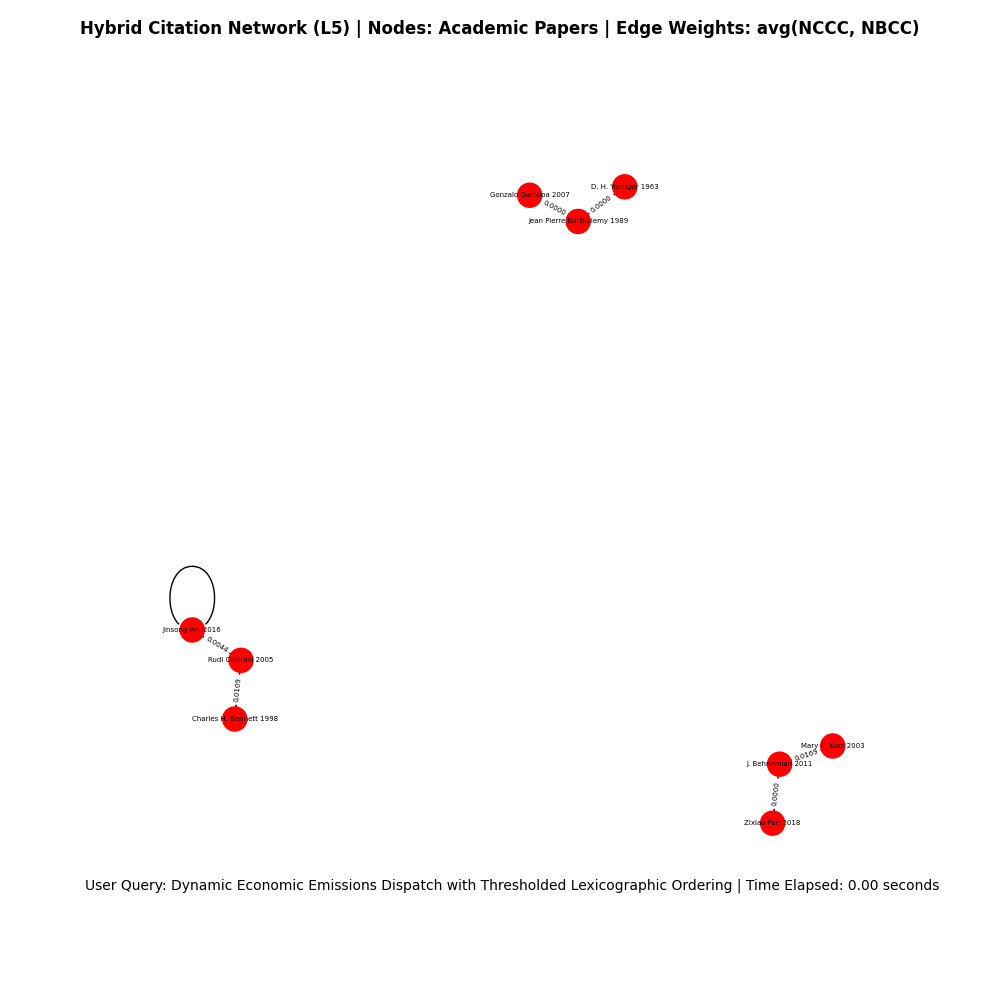 Hybrid Citation Network (L5) | Nodes: Academic Papers | Edge Weights: avg(NCCC, NBCC)
D. H. Younger 1963
Gonzalo 2007
0.0000
0.0000
Jean Pierre Barthelemy 1989
Jinsong Wu 2016
0.0044
Rudi 2005
0.0109
Charles H. Bennett 1998
Mary E. Kurz 2003
0.0169
J. Behnamian 2011
0.0000
Zixiao Pan 2018
User Query: Dynamic Economic Emissions Dispatch with Thresholded Lexicographic Ordering | Time Elapsed: 0.00 seconds